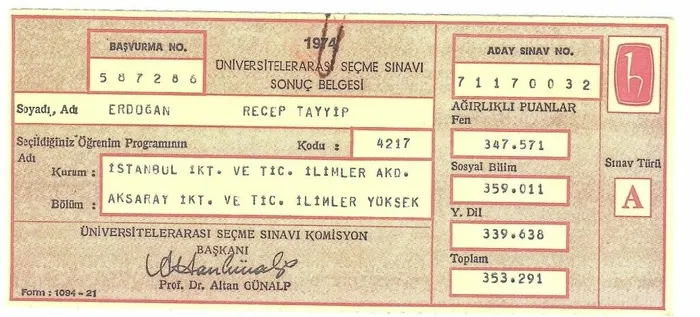 BAŞVURMA NO.
587286
1974
ÜNİVERSİTELERARASI SEÇME SINAVI
SONUÇ BELGESİ
ADAY SINAV NO.
71170032
h
Soyadı, Adı ERDOĞAN RECEP TAYYİP
Seçildiğiniz Öğrenim Programının Kodu : 4217
Adı
Kurum : İSTANBUL İKT. VE TİC. İLİMLER AKD.
Bölüm : AKSARAY İKT. VE TİC. İLİMLER YÜKSEK
ÜNİVERSİTELERARASI SEÇME SINAVI KOMİSYON
BAŞKANI
Prof. Dr. Altan GÜNALP
Form : 1094 - 21
AĞIRLIKLI PUANLAR
Fen
347.571
Sosyal Bilim
359.011
Y. Dil
339.638
Toplam
353.291
Sınav Türü
A